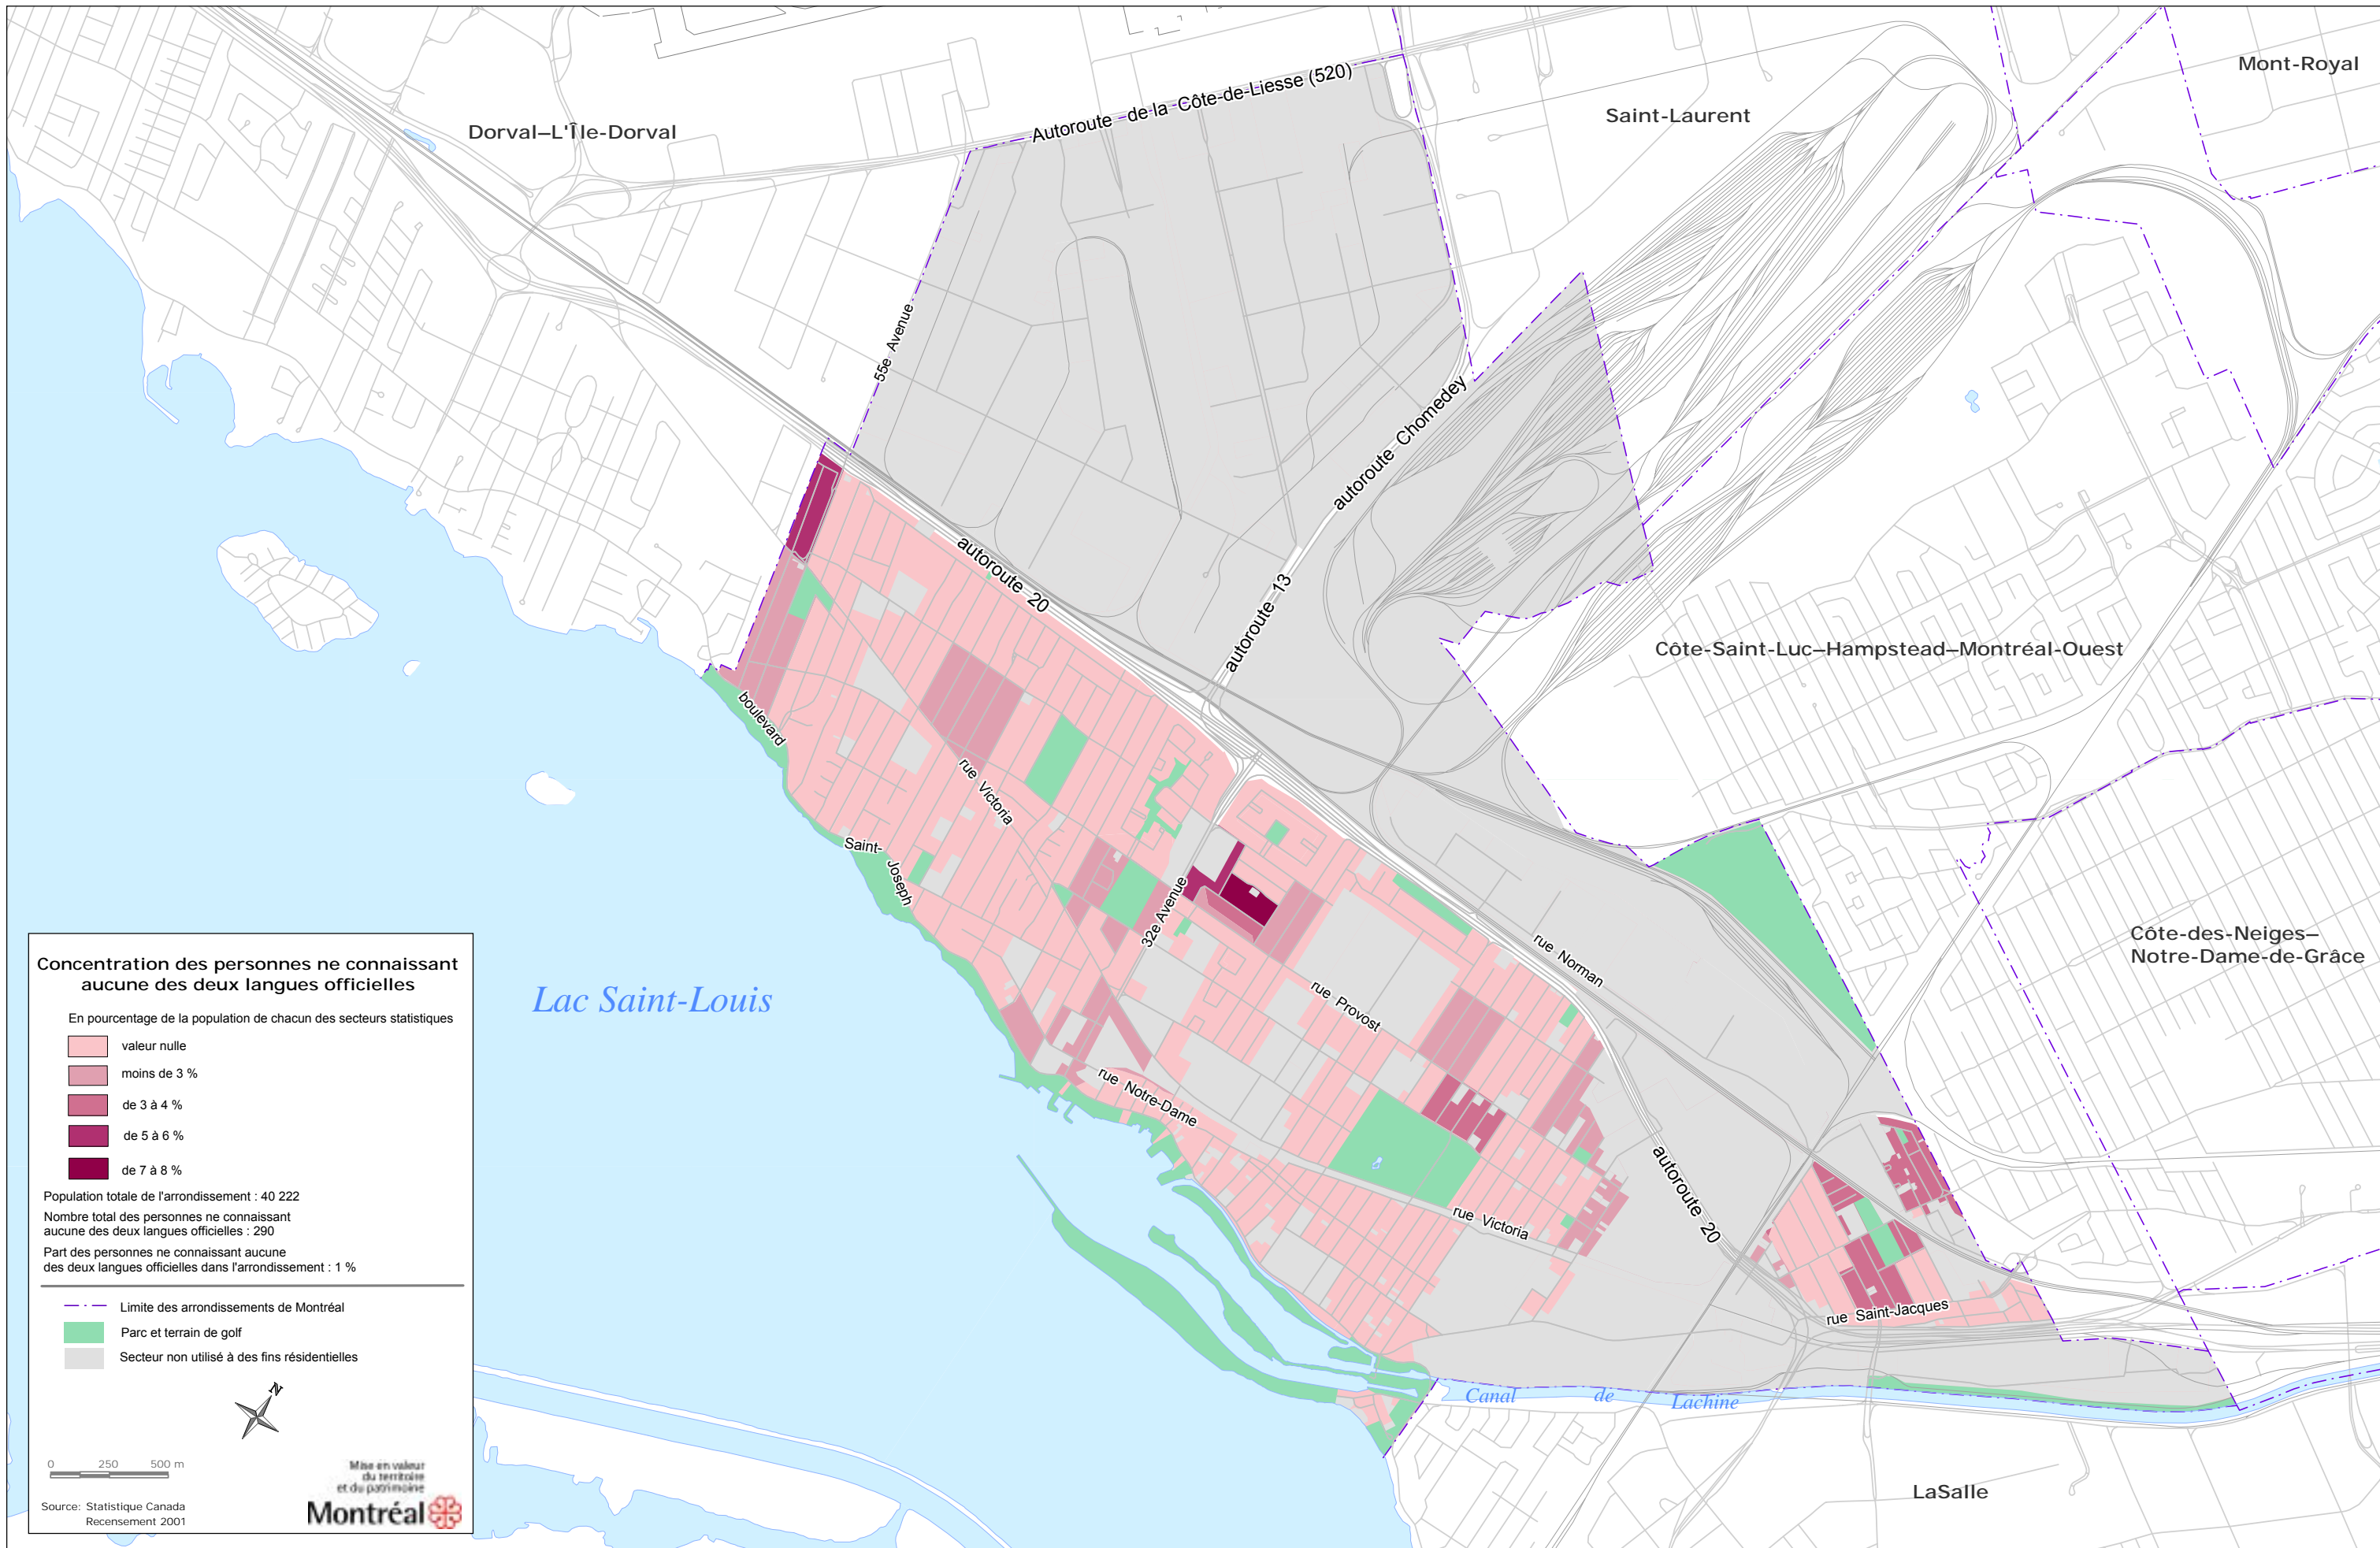 Mont-Royal
Saint-Laurent
Dorval–L'Île-Dorval
Autoroute de la Côte-de-Liesse (520)
55e Avenue
autoroute Chomedey
autoroute 20
autoroute 13
Côte-Saint-Luc–Hampstead–Montréal-Ouest
boulevard
rue Victoria
Saint-
Joseph
32e Avenue
rue Norman
Côte-des-Neiges–
Notre-Dame-de-Grâce
rue Provost
Lac Saint-Louis
rue Notre-Dame
autoroute 20
rue Victoria
rue Saint-Jacques
Canal de Lachine
LaSalle
Concentration des personnes ne connaissant
aucune des deux langues officielles
En pourcentage de la population de chacun des secteurs statistiques
valeur nulle
moins de 3 %
de 3 à 4 %
de 5 à 6 %
de 7 à 8 %
Population totale de l'arrondissement : 40 222
Nombre total des personnes ne connaissant
aucune des deux langues officielles : 290
Part des personnes ne connaissant aucune
des deux langues officielles dans l'arrondissement : 1 %
Limite des arrondissements de Montréal
Parc et terrain de golf
Secteur non utilisé à des fins résidentielles
N
0 250 500 m
Mise en valeur
du territoire
et du patrimoine
Montréal
Source: Statistique Canada
Recensement 2001